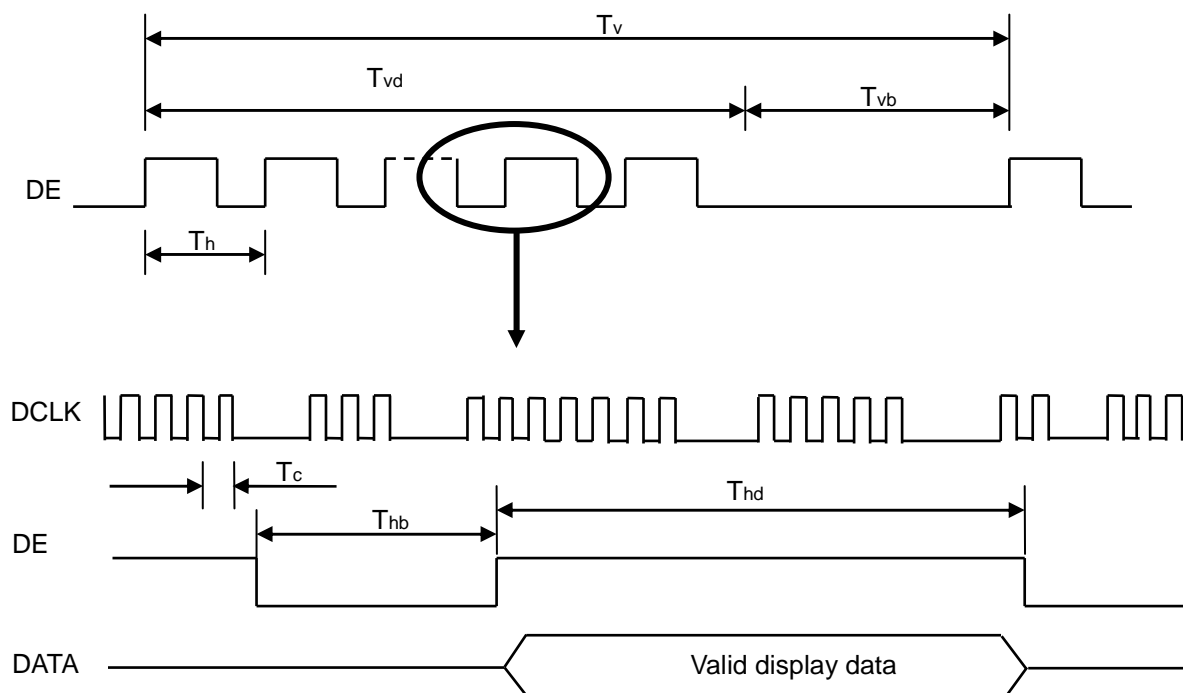 Tv
Tvd
Tvb
DE
Th
DCLK
Tc
Thd
Thb
DE
DATA
Valid display data